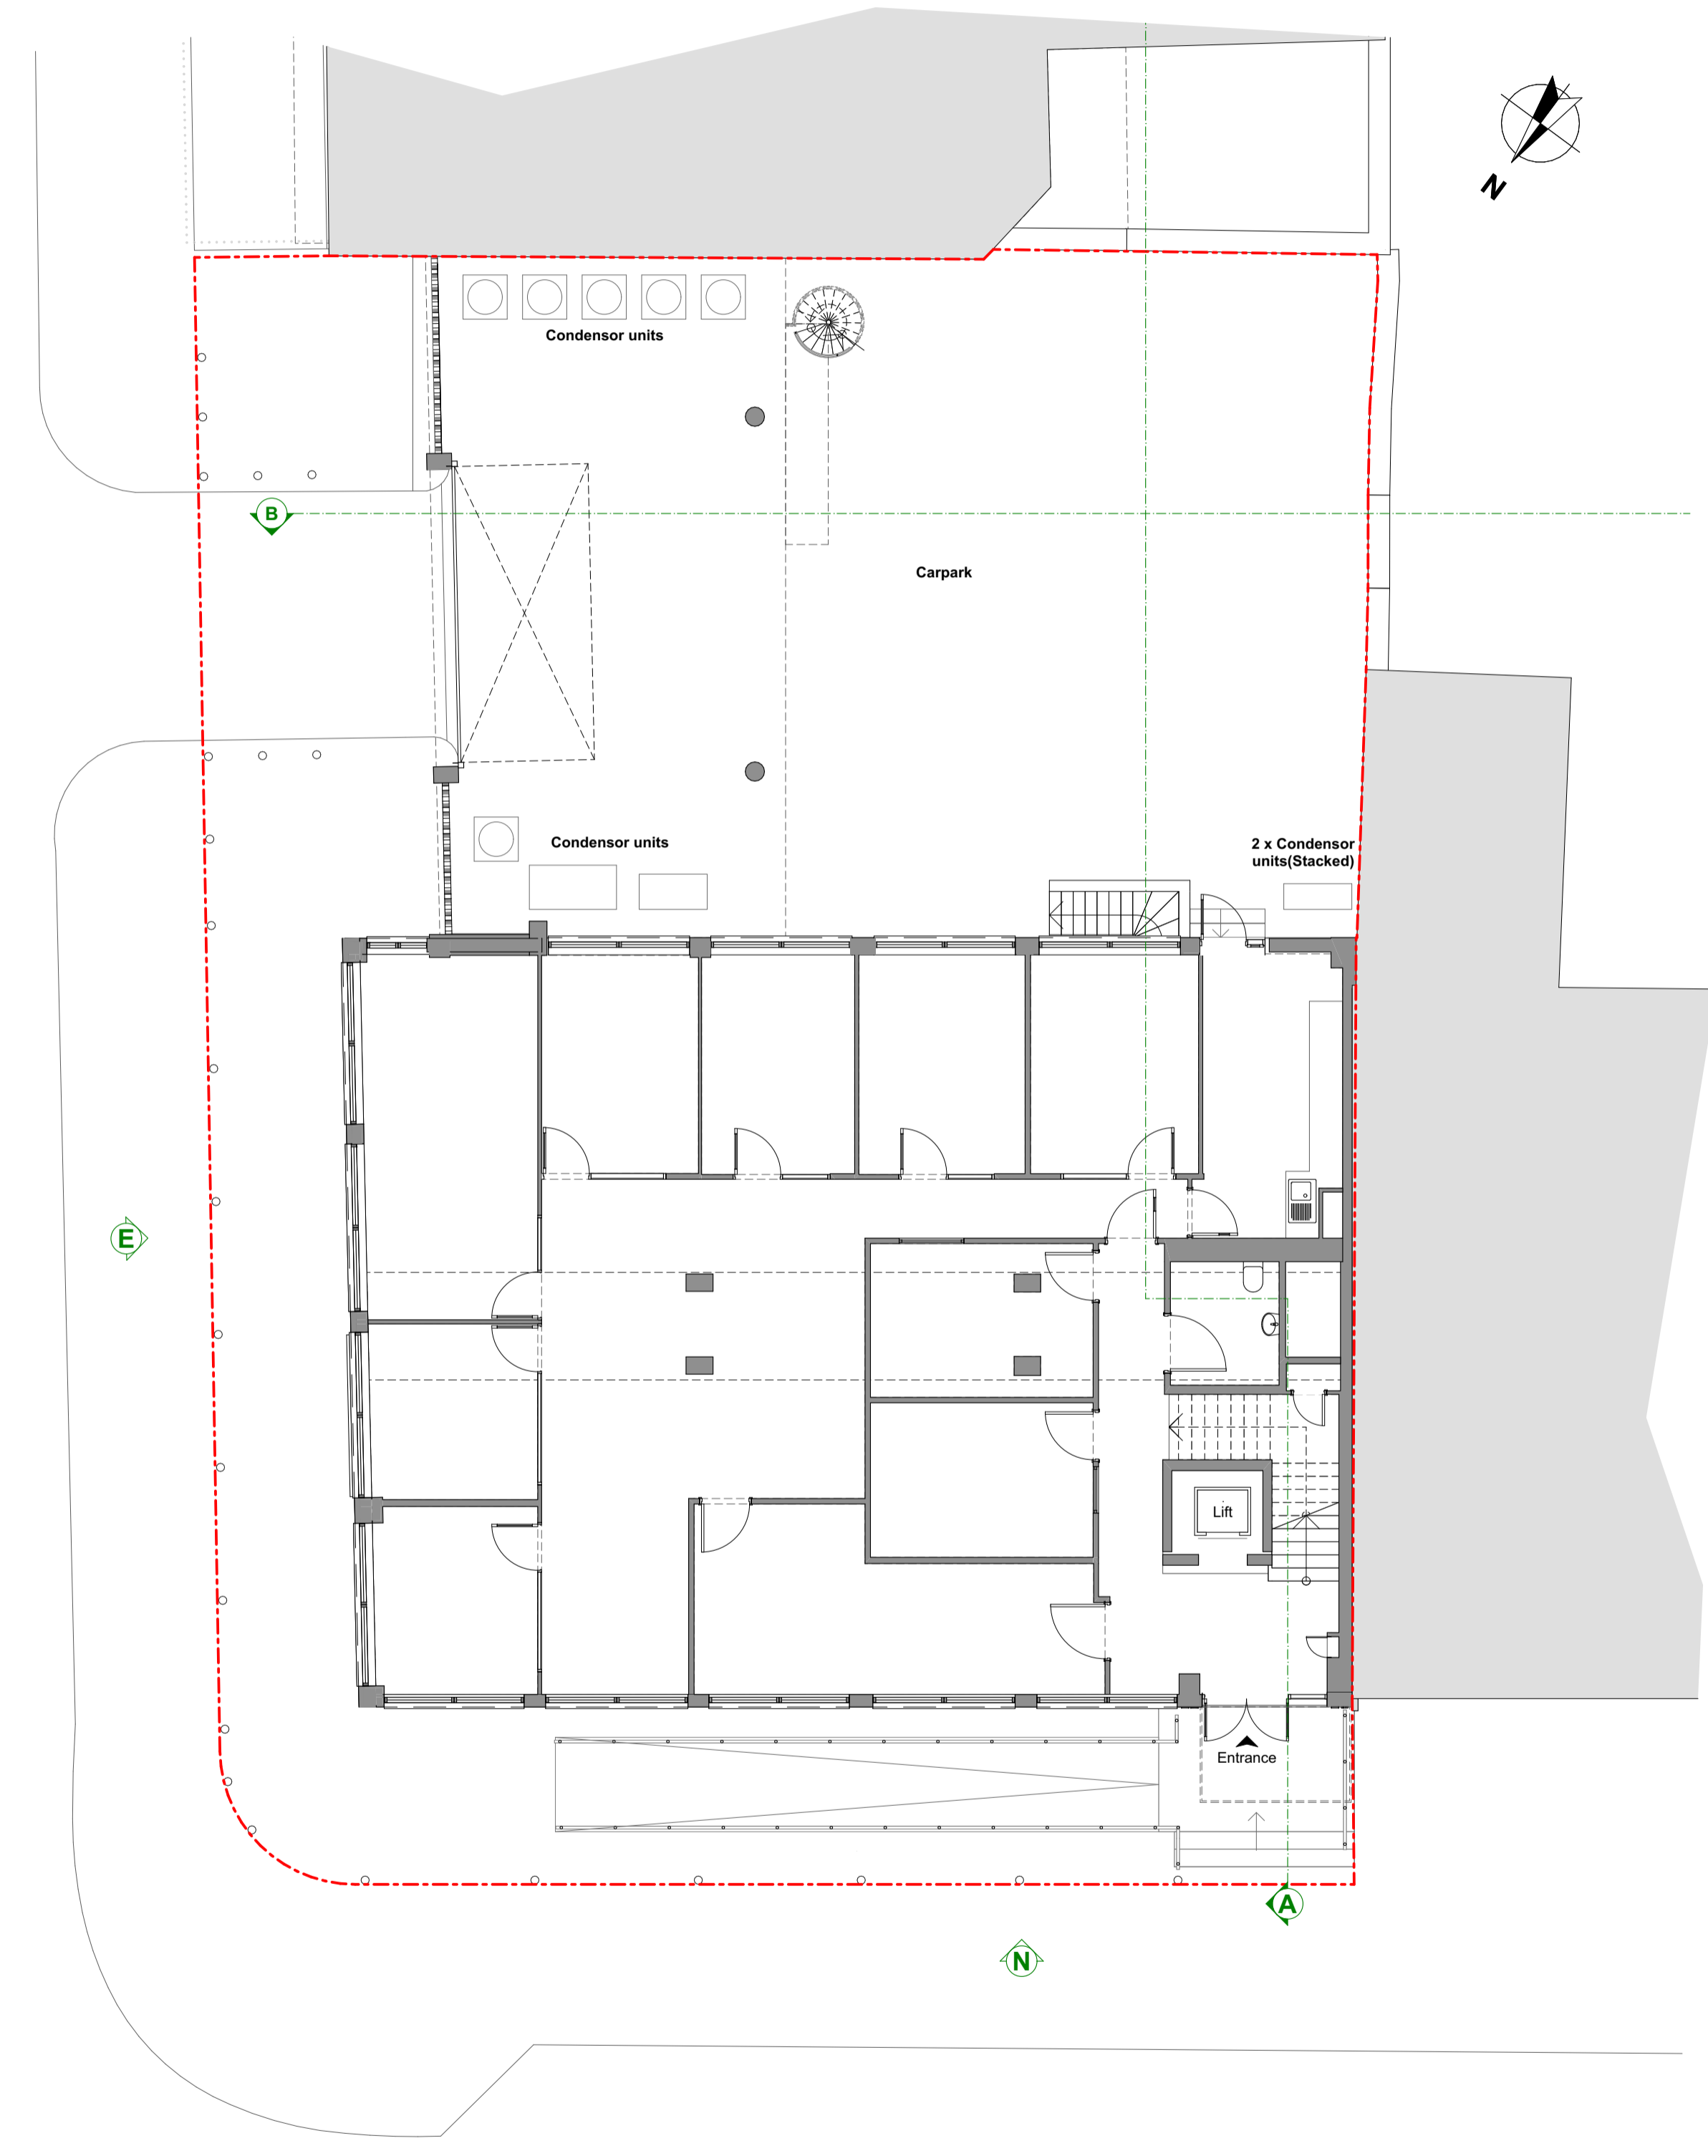 N
Condensor units
B
Carpark
Condensor units
2 x Condensor
units(Stacked)
E
Lift
Entrance
A
N